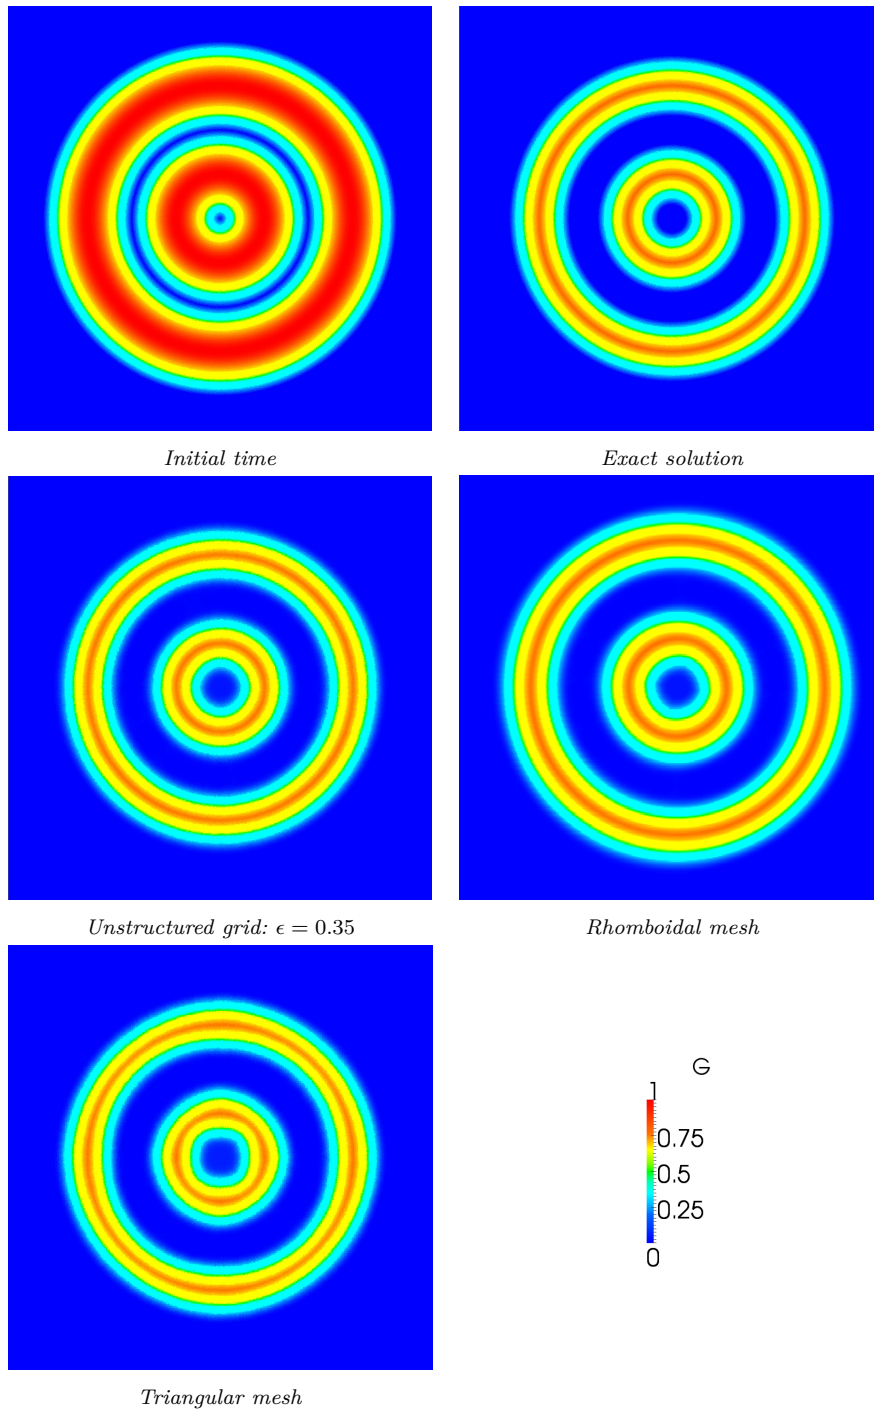 Initial time
Exact solution
Unstructured grid: ϵ = 0.35
Rhomboidal mesh
G
1
0.75
0.5
0.25
0
Triangular mesh